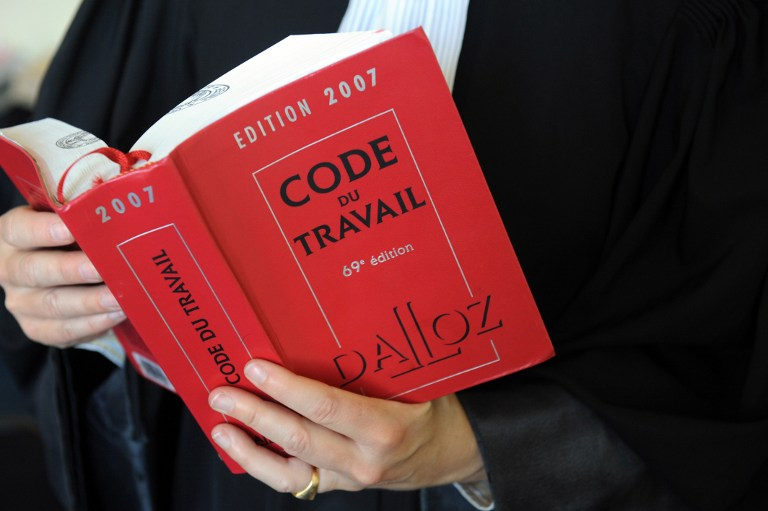 EDITION 2007
CODE
DU
TRAVAIL
69e édition
DALLOZ
2007
CODE DU TRAVAIL